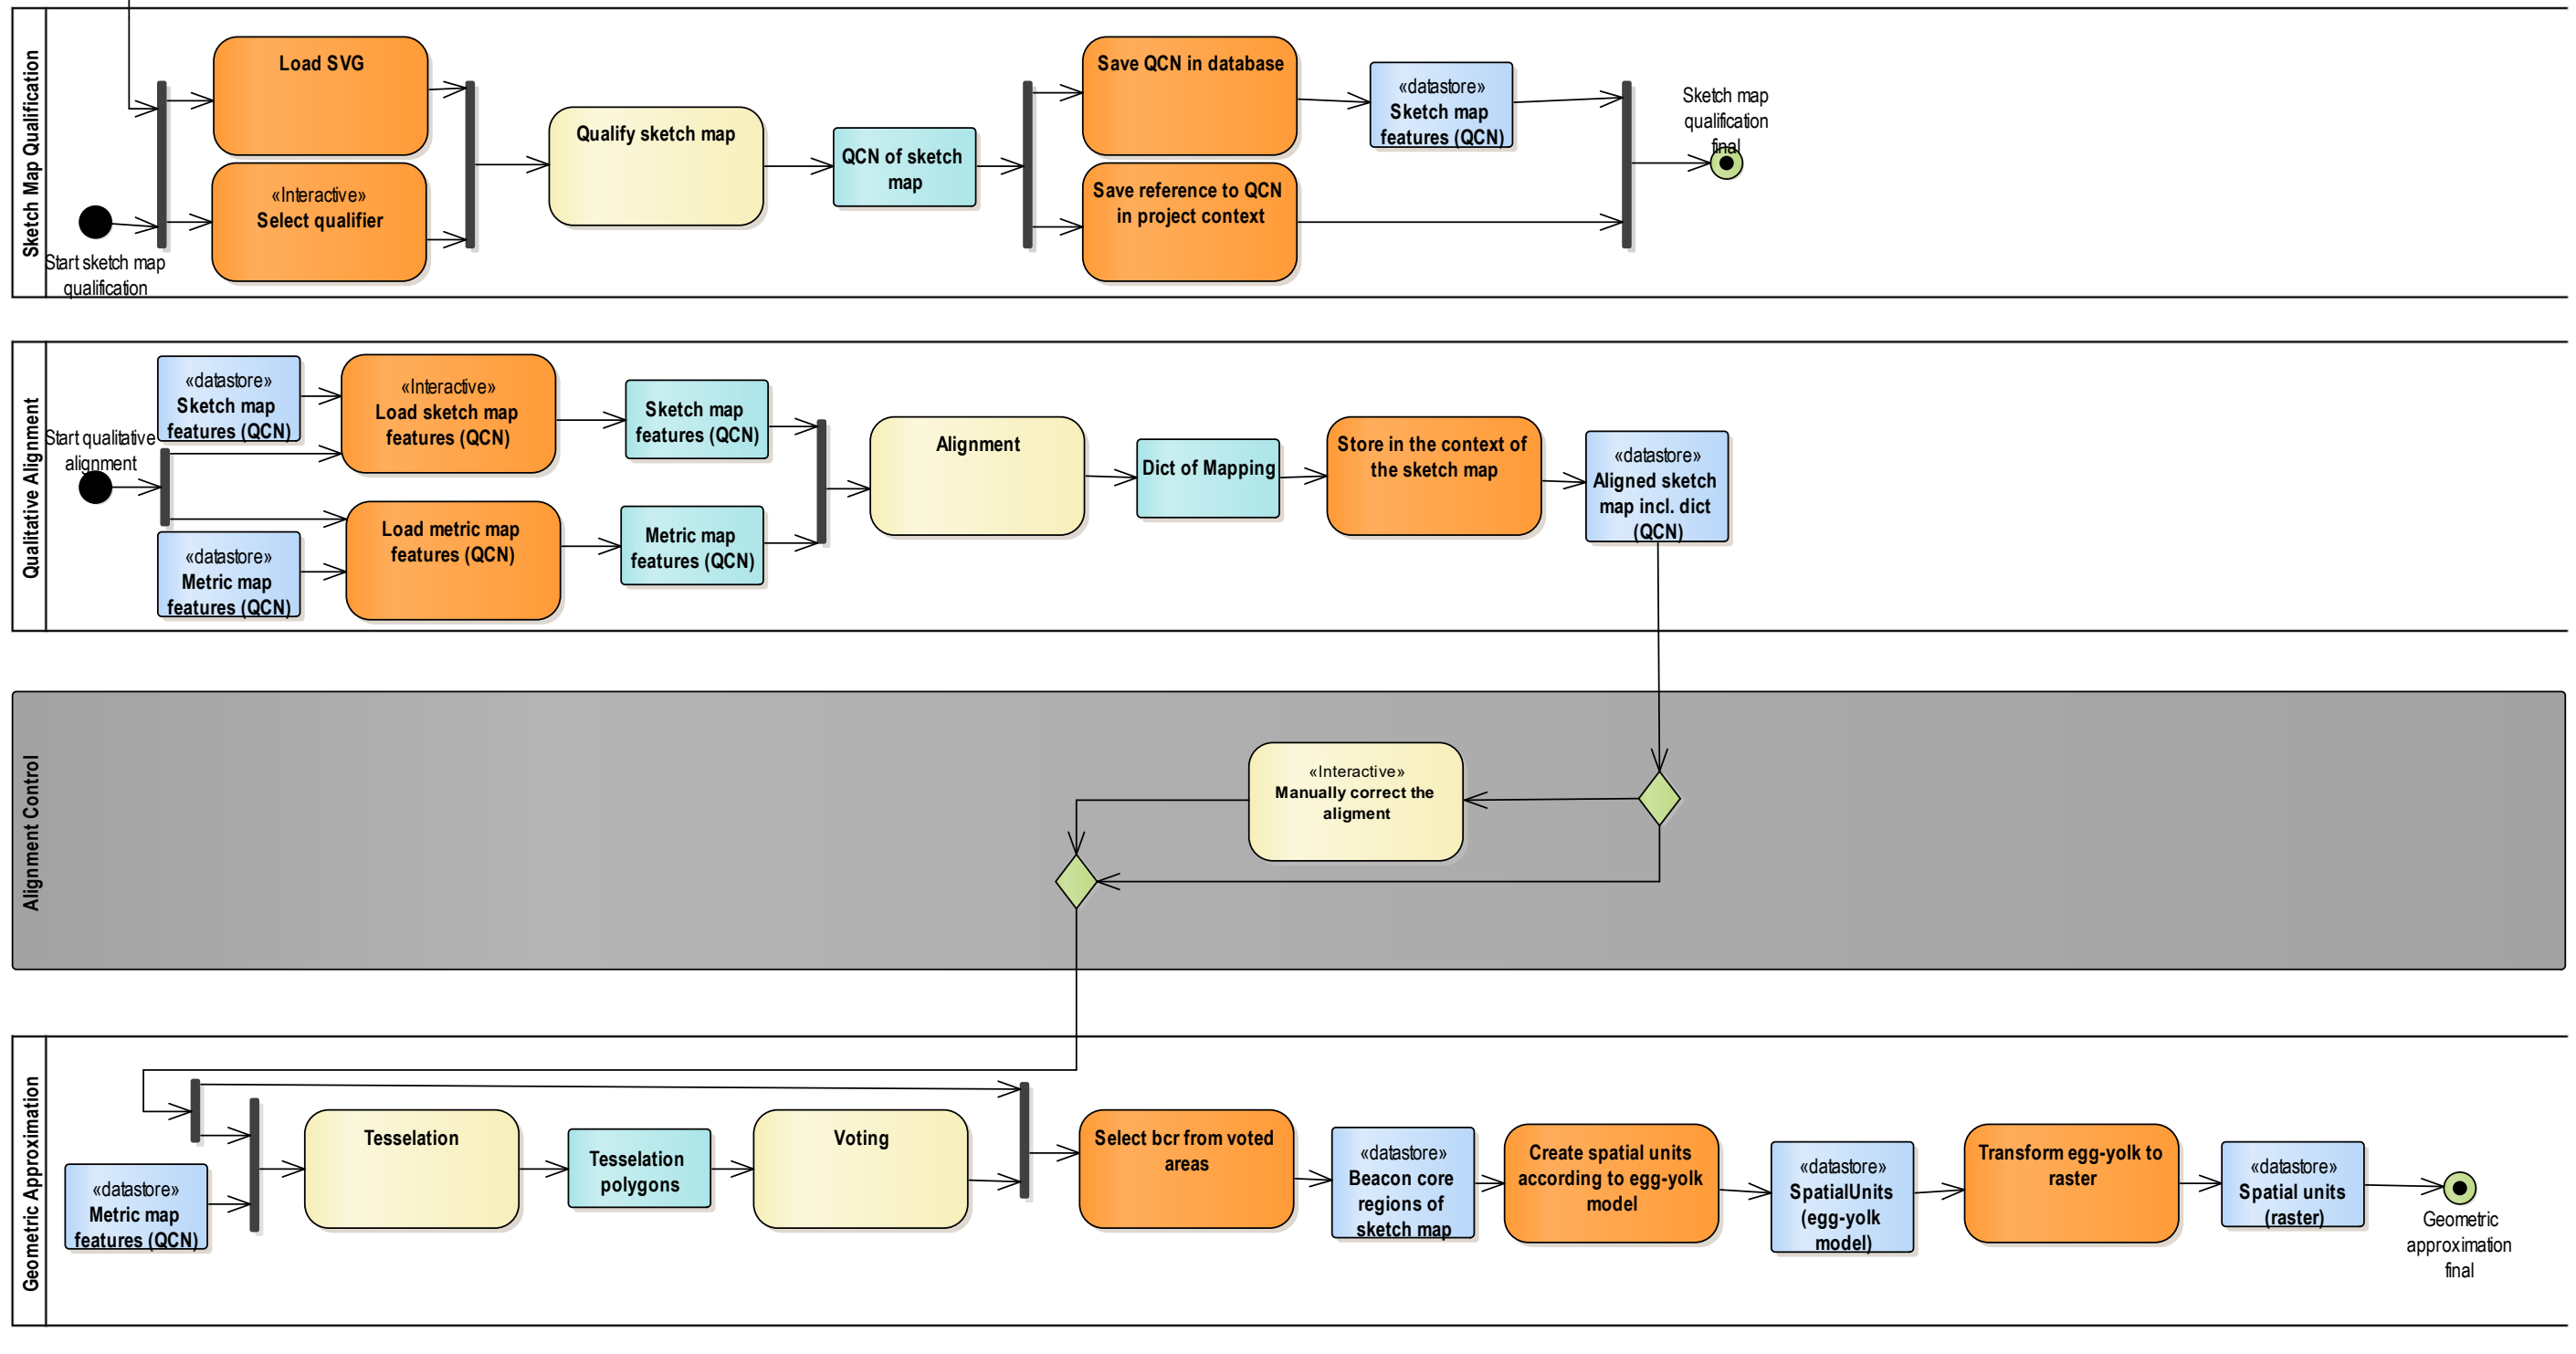 Sketch Map Qualification
Load SVG
«Interactive»
Select qualifier
Start sketch map
qualification
Qualify sketch map
QCN of sketch
map
Save QCN in database
Save reference to QCN
in project context
«datastore»
Sketch map
features (QCN)
Sketch map
qualification
final
Qualitative Alignment
«datastore»
Sketch map
features (QCN)
Start qualitative
alignment
«datastore»
Metric map
features (QCN)
«Interactive»
Load sketch map
features (QCN)
Load metric map
features (QCN)
Sketch map
features (QCN)
Metric map
features (QCN)
Alignment
Dict of Mapping
Store in the context of
the sketch map
«datastore»
Aligned sketch
map incl. dict
(QCN)
Alignment Control
«Interactive»
Manually correct the
aligment
Geometric Approximation
«datastore»
Metric map
features (QCN)
Tesselation
Tesselation
polygons
Voting
Select bcr from voted
areas
«datastore»
Beacon core
regions of
sketch map
Create spatial units
according to egg-yolk
model
«datastore»
SpatialUnits
(egg-yolk
model)
Transform egg-yolk to
raster
«datastore»
Spatial units
(raster)
Geometric
approximation
final